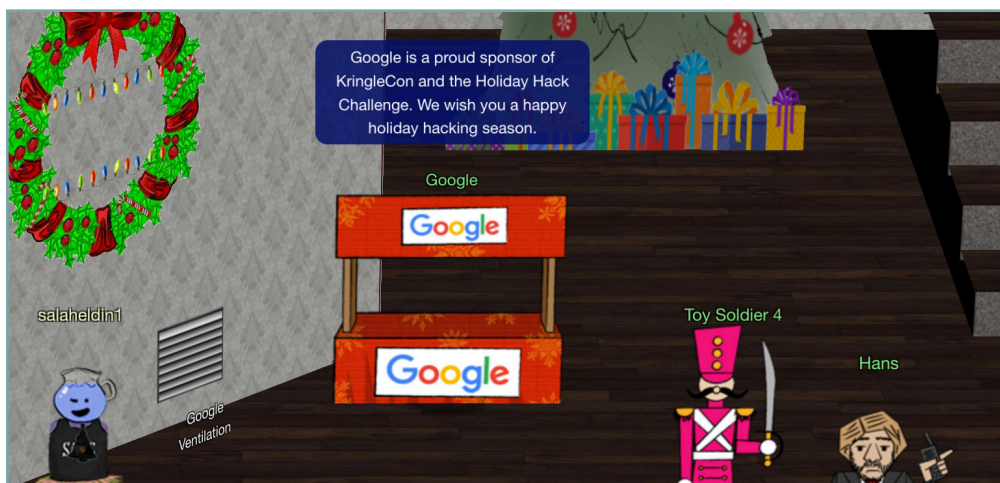 Google is a proud sponsor of
KringleCon and the Holiday Hack
Challenge. We wish you a happy
holiday hacking season.
Google
Google
salaheldin1
Toy Soldier 4
Google
Hans
Google
Ventilation